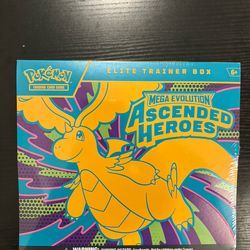 Pokémon
TRADING CARD GAME
ELITE TRAINER BOX
6+
MEGA EVOLUTION
ASCENDED
HEROES
WARNING: